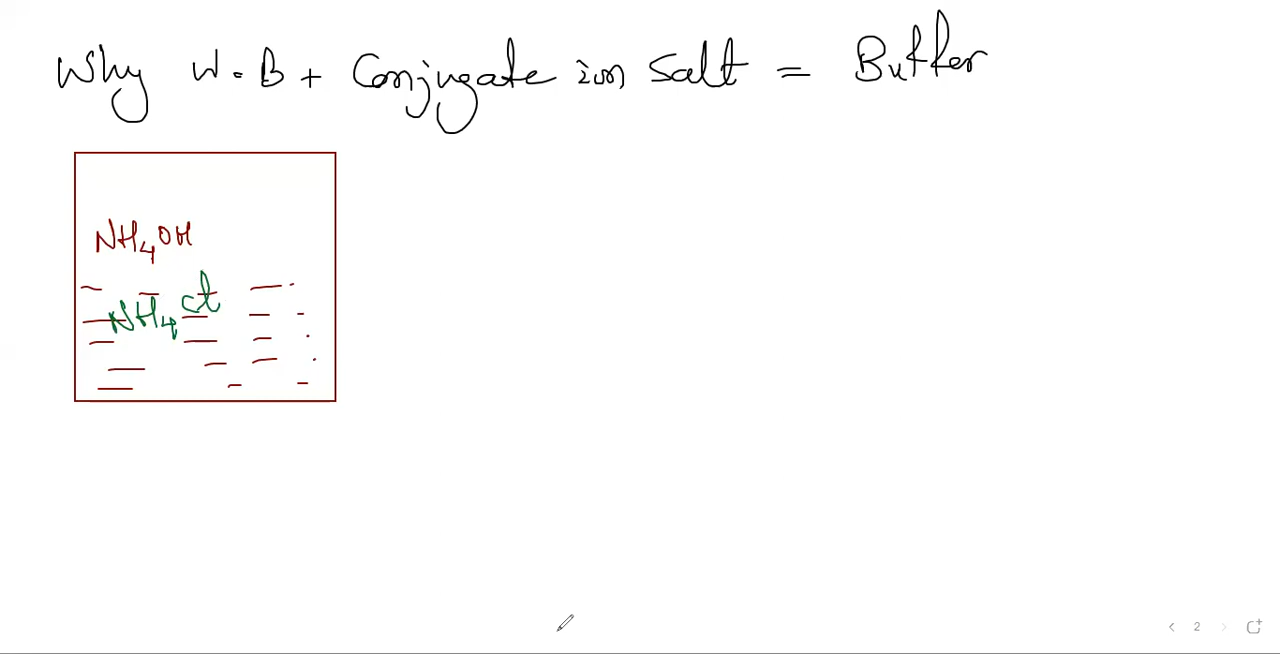 Why W.B + Conjugate ion Salt = Buffer
NH₄OH
NH₄Cl
2